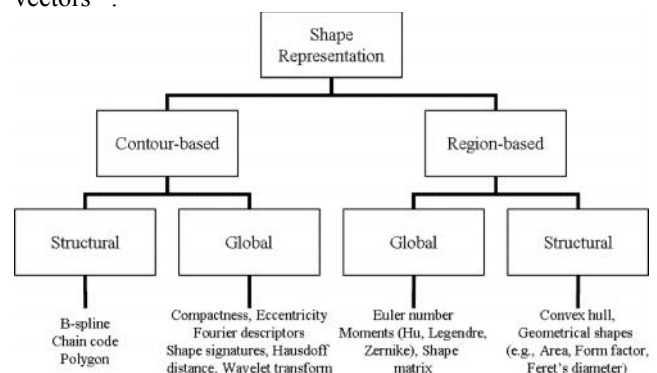 vectors .
Shape
Representation
Contour-based
Region-based
Structural
Global
Global
Structural
B-spline
Chain code
Polygon
Compactness, Eccentricity
Fourier descriptors
Shape signatures, Hausdoff
distance, Wavelet transform
Euler number
Moments (Hu, Legendre,
Zernike), Shape
matrix
Convex hull,
Geometrical shapes
(e.g., Area, Form factor,
Feret's diameter)